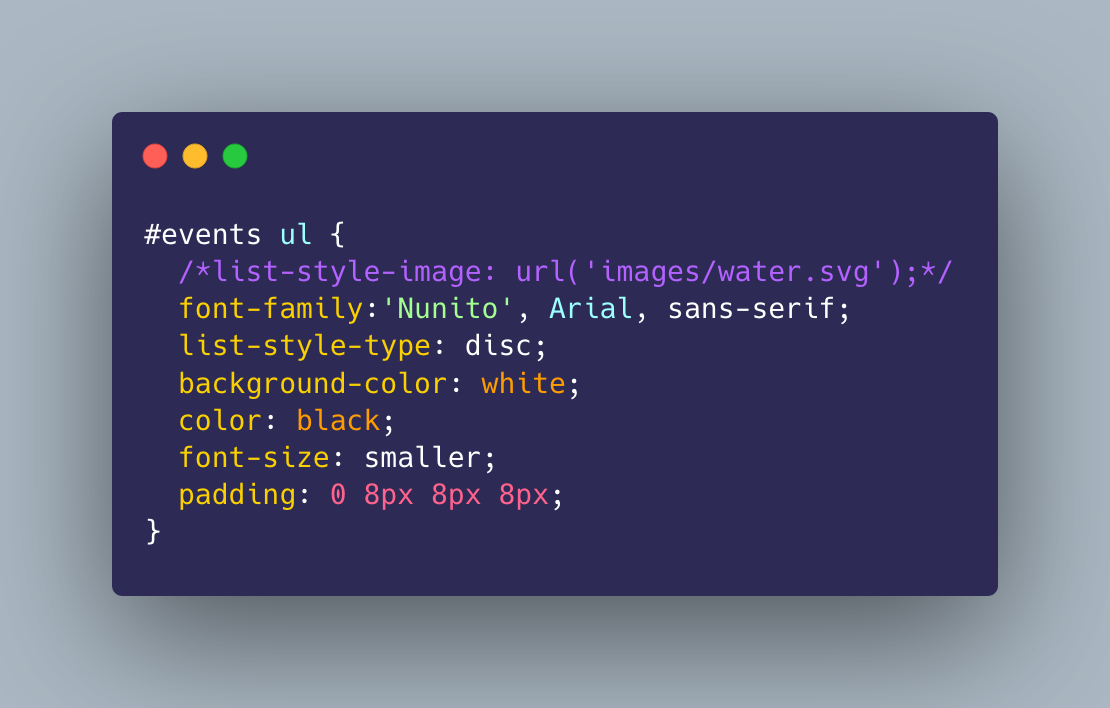 #events ul {
  /*list-style-image: url('images/water.svg');*/
  font-family:'Nunito', Arial, sans-serif;
  list-style-type: disc;
  background-color: white;
  color: black;
  font-size: smaller;
  padding: 0 8px 8px 8px;
}